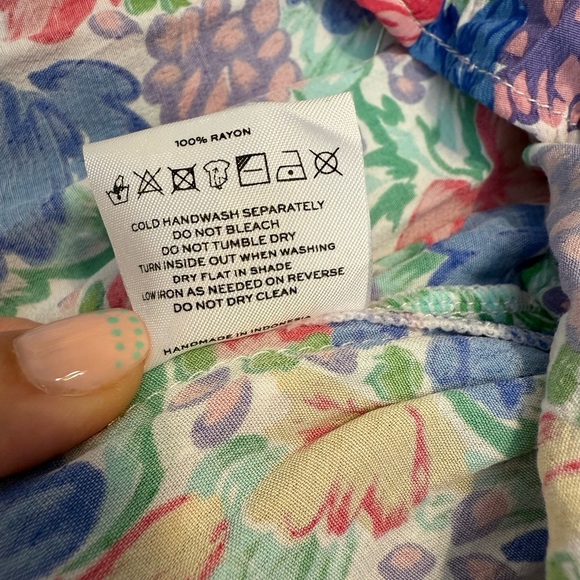 100% RAYON
COLD HANDWASH SEPARATELY
DO NOT BLEACH
DO NOT TUMBLE DRY
TURN INSIDE OUT WHEN WASHING
DRY FLAT IN SHADE
LOW IRON AS NEEDED ON REVERSE
DO NOT DRY CLEAN
HANDMADE IN INDONESIA